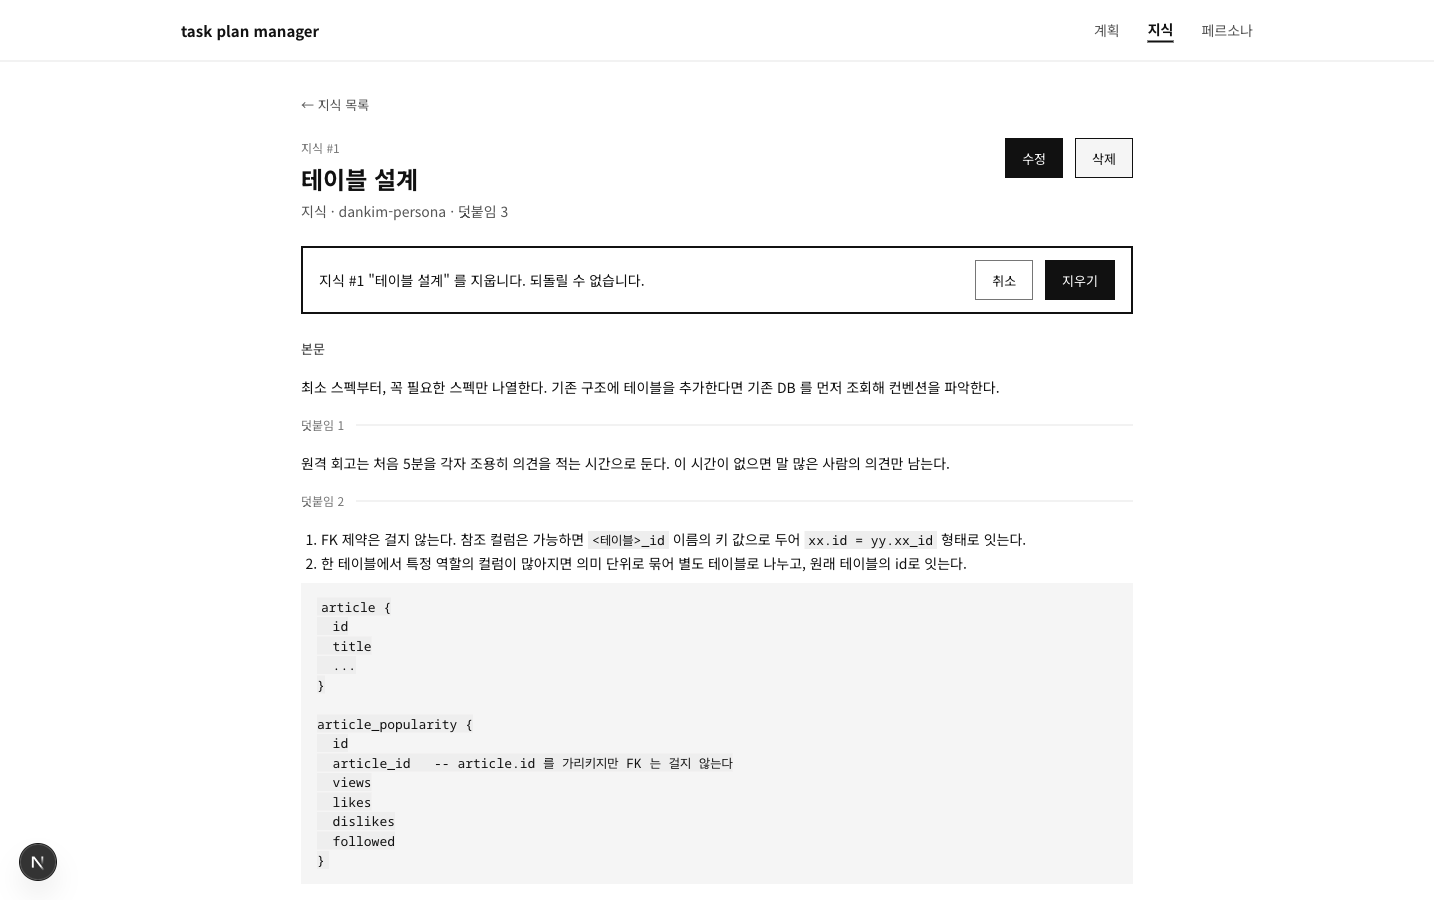 task plan manager
계획 지식 페르소나
← 지식 목록
지식 #1
수정 삭제
테이블 설계
지식 · dankim-persona · 덧붙임 3
지식 #1 "테이블 설계" 를 지웁니다. 되돌릴 수 없습니다.
취소 지우기
본문
최소 스펙부터, 꼭 필요한 스펙만 나열한다. 기존 구조에 테이블을 추가한다면 기존 DB 를 먼저 조회해 컨벤션을 파악한다.
덧붙임 1
원격 회고는 처음 5분을 각자 조용히 의견을 적는 시간으로 둔다. 이 시간이 없으면 말 많은 사람의 의견만 남는다.
덧붙임 2
1. FK 제약은 걸지 않는다. 참조 컬럼은 가능하면 <테이블>_id 이름의 키 값으로 두어 xx.id = yy.xx_id 형태로 잇는다.
2. 한 테이블에서 특정 역할의 컬럼이 많아지면 의미 단위로 묶어 별도 테이블로 나누고, 원래 테이블의 id로 잇는다.
article {
  id
  title
  ...
}
article_popularity {
  id
  article_id   -- article.id 를 가리키지만 FK 는 걸지 않는다
  views
  likes
  dislikes
  followed
}
N